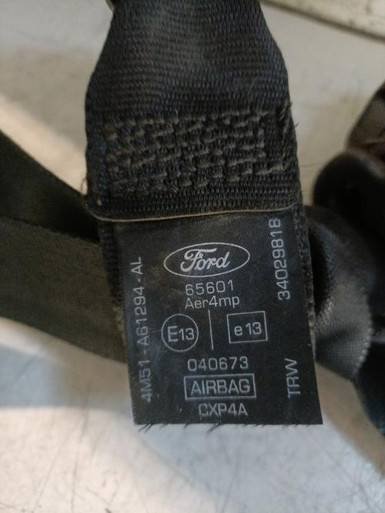 Ford
65601
Aer4mp
E13 e13
040673
AIRBAG
CXP4A
4M51-A61294-AL
34029818
TRW